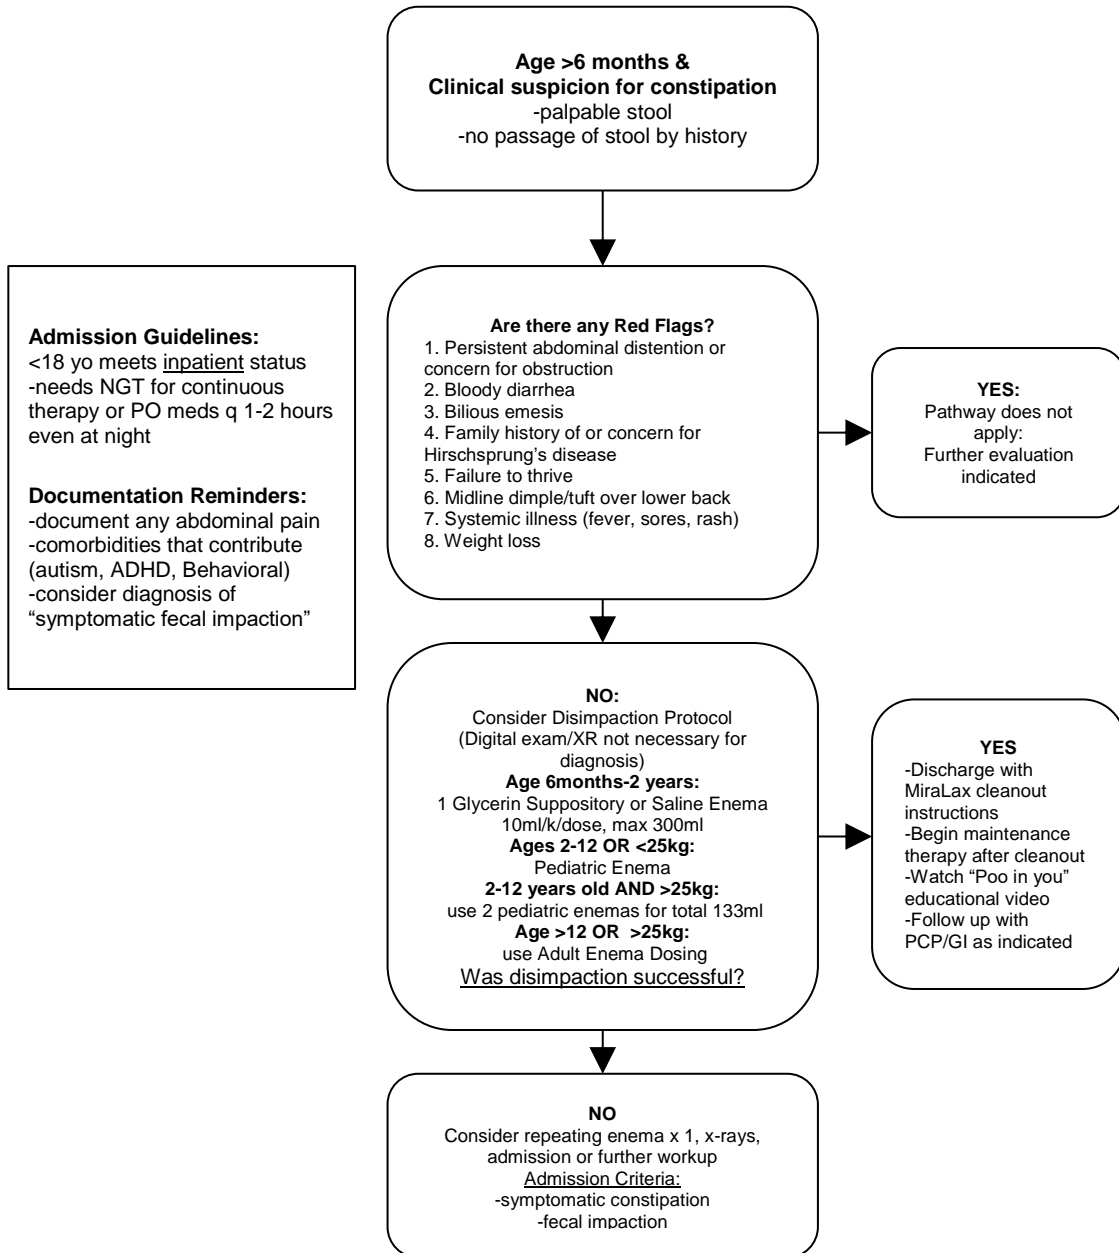 Age >6 months &
Clinical suspicion for constipation
-palpable stool
-no passage of stool by history
Admission Guidelines:
<18 yo meets inpatient status
-needs NGT for continuous
therapy or PO meds q 1-2 hours
even at night
Documentation Reminders:
-document any abdominal pain
-comorbidities that contribute
(autism, ADHD, Behavioral)
-consider diagnosis of
“symptomatic fecal impaction”
Are there any Red Flags?
1. Persistent abdominal distention or
concern for obstruction
2. Bloody diarrhea
3. Bilious emesis
4. Family history of or concern for
Hirschsprung’s disease
5. Failure to thrive
6. Midline dimple/tuft over lower back
7. Systemic illness (fever, sores, rash)
8. Weight loss
YES:
Pathway does not
apply:
Further evaluation
indicated
NO:
Consider Disimpaction Protocol
(Digital exam/XR not necessary for
diagnosis)
Age 6months-2 years:
1 Glycerin Suppository or Saline Enema
10ml/k/dose, max 300ml
Ages 2-12 OR <25kg:
Pediatric Enema
2-12 years old AND >25kg:
use 2 pediatric enemas for total 133ml
Age >12 OR >25kg:
use Adult Enema Dosing
Was disimpaction successful?
YES
-Discharge with
MiraLax cleanout
instructions
-Begin maintenance
therapy after cleanout
-Watch “Poo in you”
educational video
-Follow up with
PCP/GI as indicated
NO
Consider repeating enema x 1, x-rays,
admission or further workup
Admission Criteria:
-symptomatic constipation
-fecal impaction